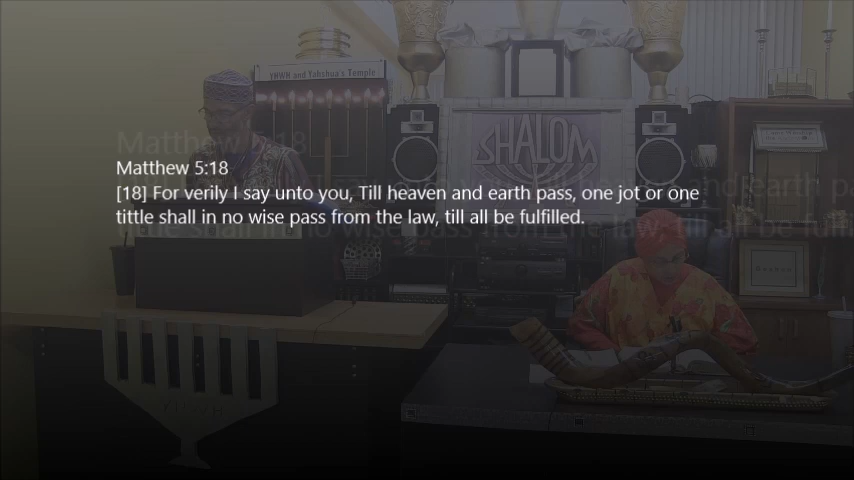 YHWH and Yahshua's Temple
SHALOM
Matthew 5:18
[18] For verily I say unto you, Till heaven and earth pass, one jot or one
tittle shall in no wise pass from the law, till all be fulfilled.
YHWH